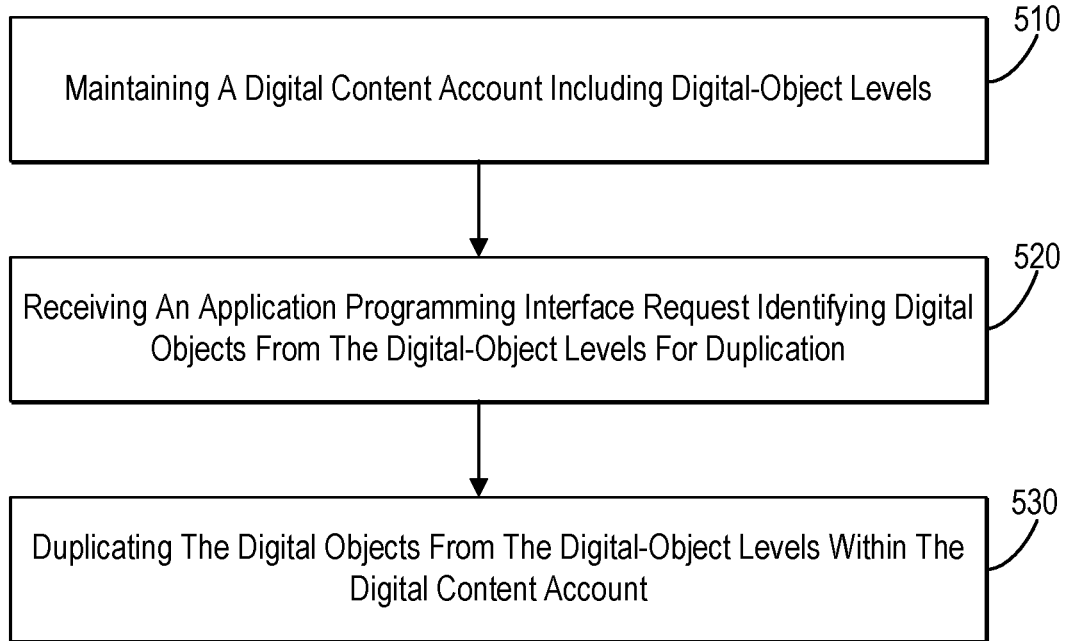 510
Maintaining A Digital Content Account Including Digital-Object Levels
520
Receiving An Application Programming Interface Request Identifying Digital
Objects From The Digital-Object Levels For Duplication
530
Duplicating The Digital Objects From The Digital-Object Levels Within The
Digital Content Account